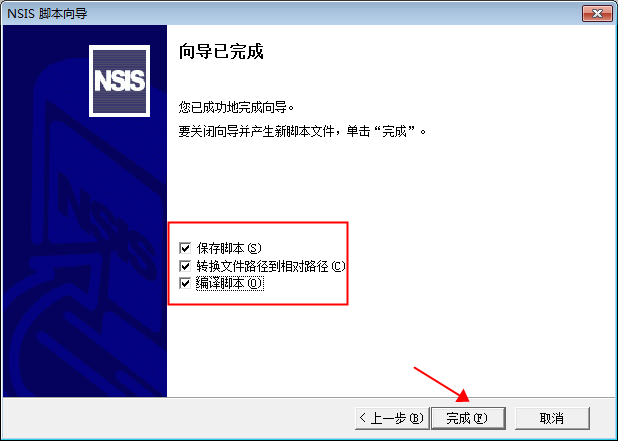 NSIS 脚本向导
NSIS
向导已完成
您已成功地完成向导。
要关闭向导并产生新脚本文件，单击“完成”。
保存脚本(S)
转换文件路径到相对路径(C)
编译脚本(O)
< 上一步(B)
完成(F)
取消